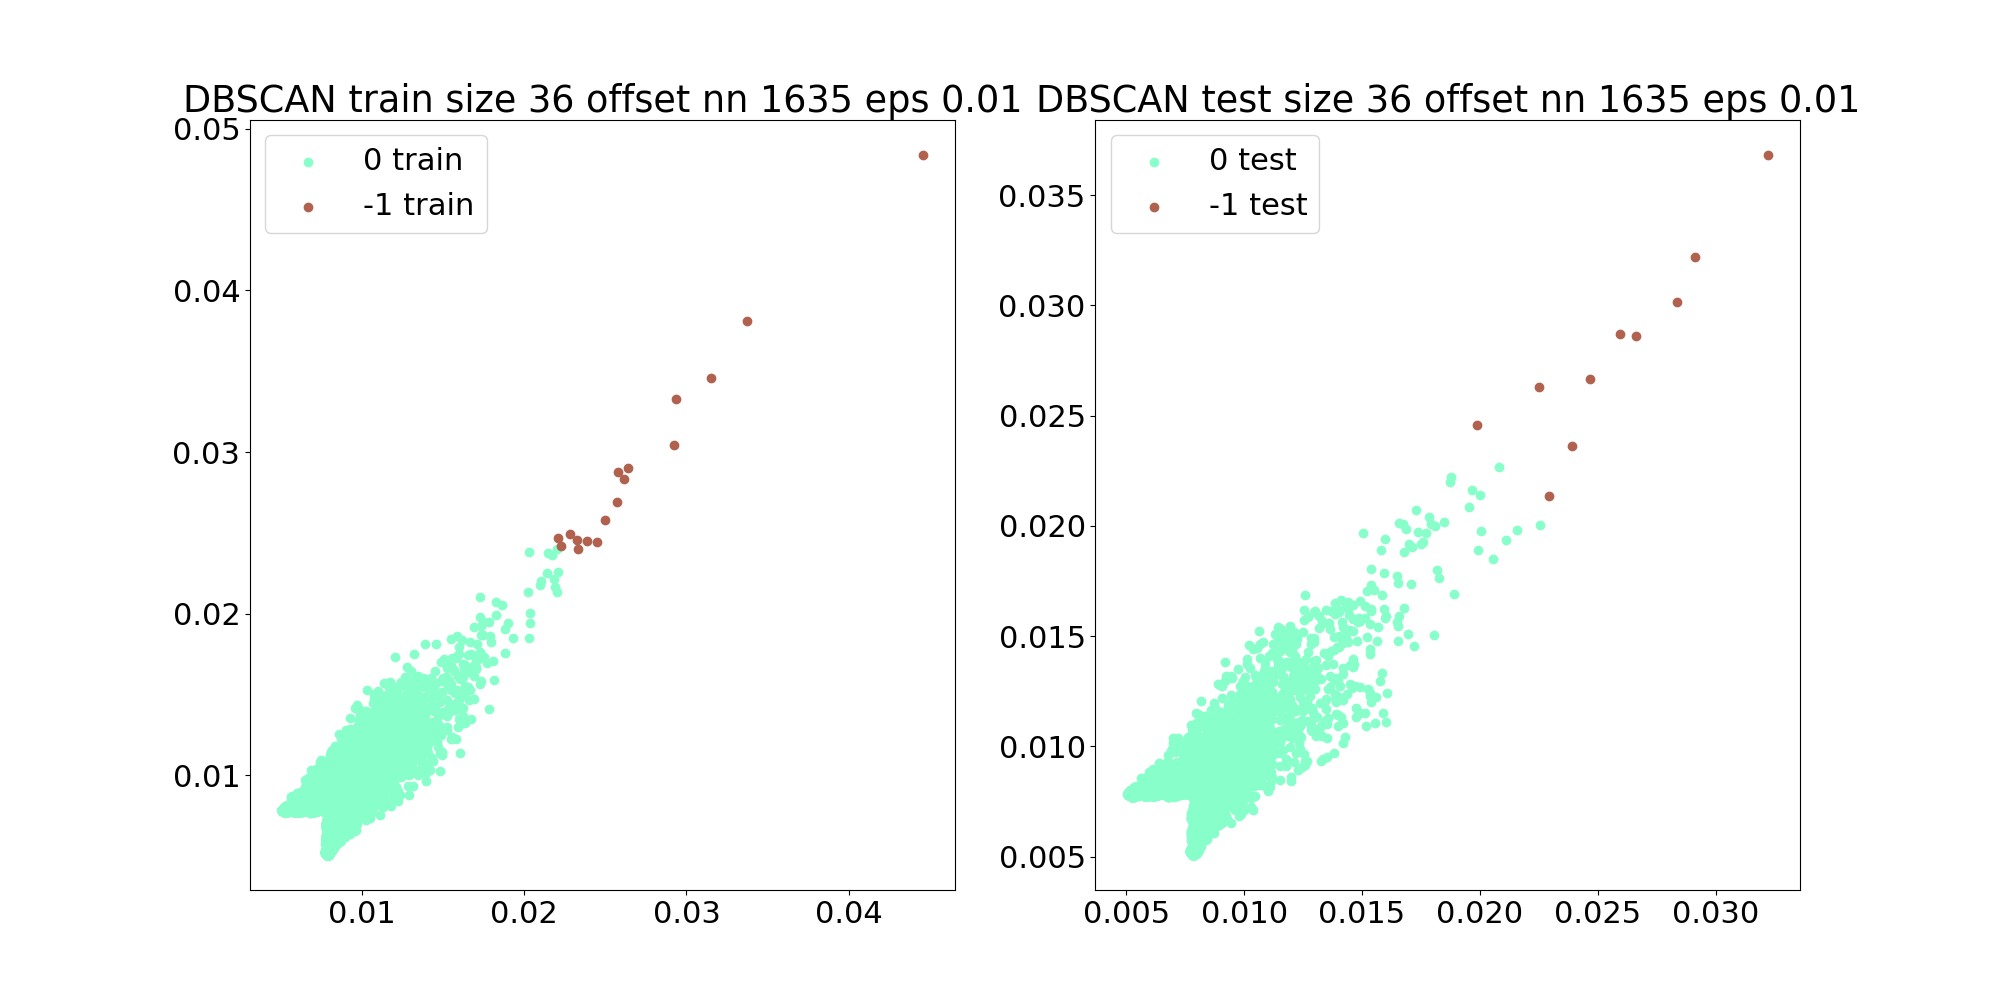 DBSCAN train size 36 offset nn 1635 eps 0.01
0.05
0.04
0.03
0.02
0.01
0 train
-1 train
0.01 0.02 0.03 0.04
DBSCAN test size 36 offset nn 1635 eps 0.01
0.035
0.030
0.025
0.020
0.015
0.010
0.005
0 test
-1 test
0.005 0.010 0.015 0.020 0.025 0.030